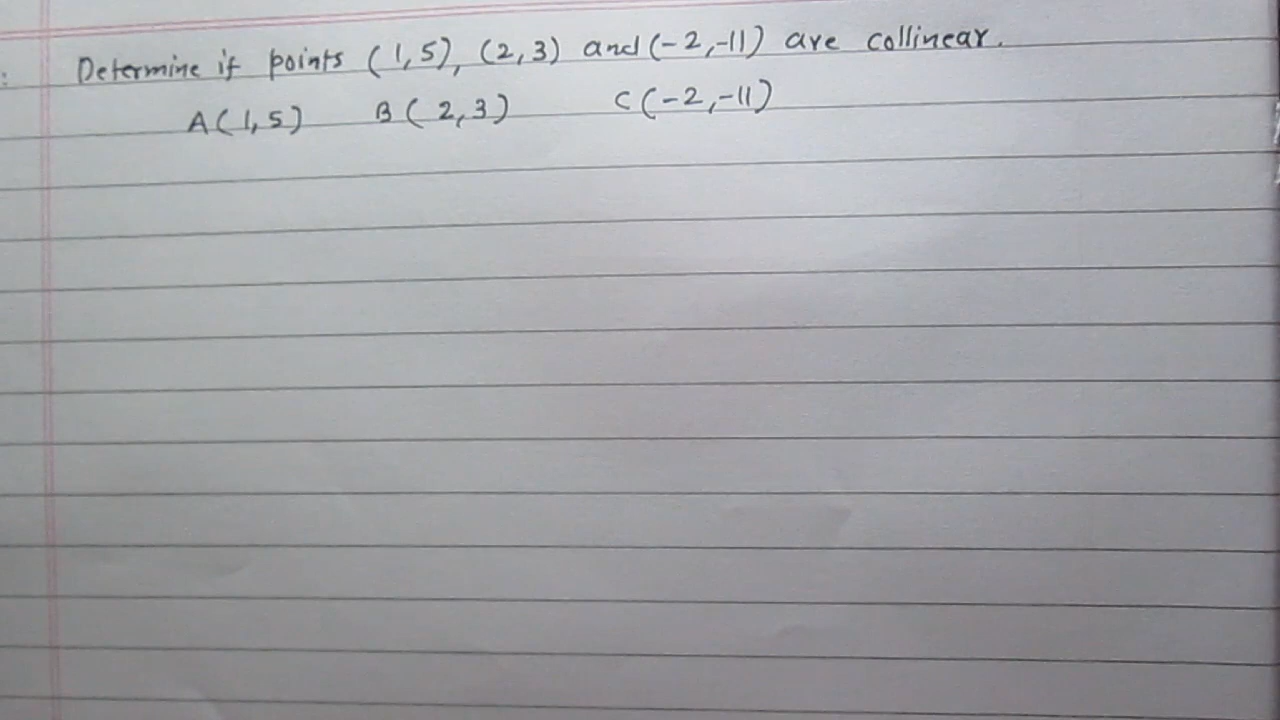 : Determine if points (1,5), (2,3) and (-2,-11) are collinear.
A(1,5) B(2,3) C(-2,-11)